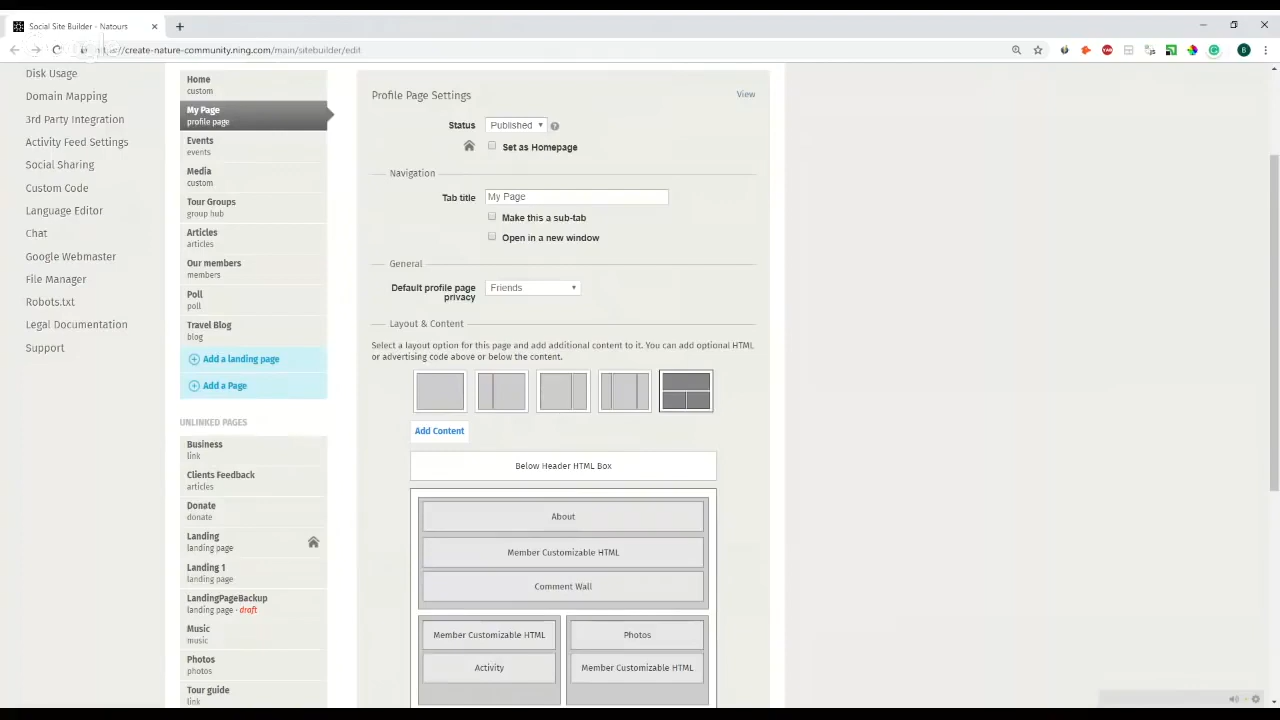 Social Site Builder - Natours
//create-nature-community.ning.com/main/sitebuilder/edit
Disk Usage
Domain Mapping
3rd Party Integration
Activity Feed Settings
Social Sharing
Custom Code
Language Editor
Chat
Google Webmaster
File Manager
Robots.txt
Legal Documentation
Support
Home
custom
My Page
profile page
Events
events
Media
custom
Tour Groups
group hub
Articles
articles
Our members
members
Poll
poll
Travel Blog
blog
Add a landing page
Add a Page
UNLINKED PAGES
Business
link
Clients Feedback
articles
Donate
donate
Landing
landing page
Landing 1
landing page
LandingPageBackup
landing page · draft
Music
music
Photos
photos
Tour guide
link
Profile Page Settings
View
Status Published
Set as Homepage
Navigation
Tab title My Page
Make this a sub-tab
Open in a new window
General
Default profile page Friends
privacy
Layout & Content
Select a layout option for this page and add additional content to it. You can add optional HTML
or advertising code above or below the content.
Add Content
Below Header HTML Box
About
Member Customizable HTML
Comment Wall
Member Customizable HTML
Activity
Photos
Member Customizable HTML